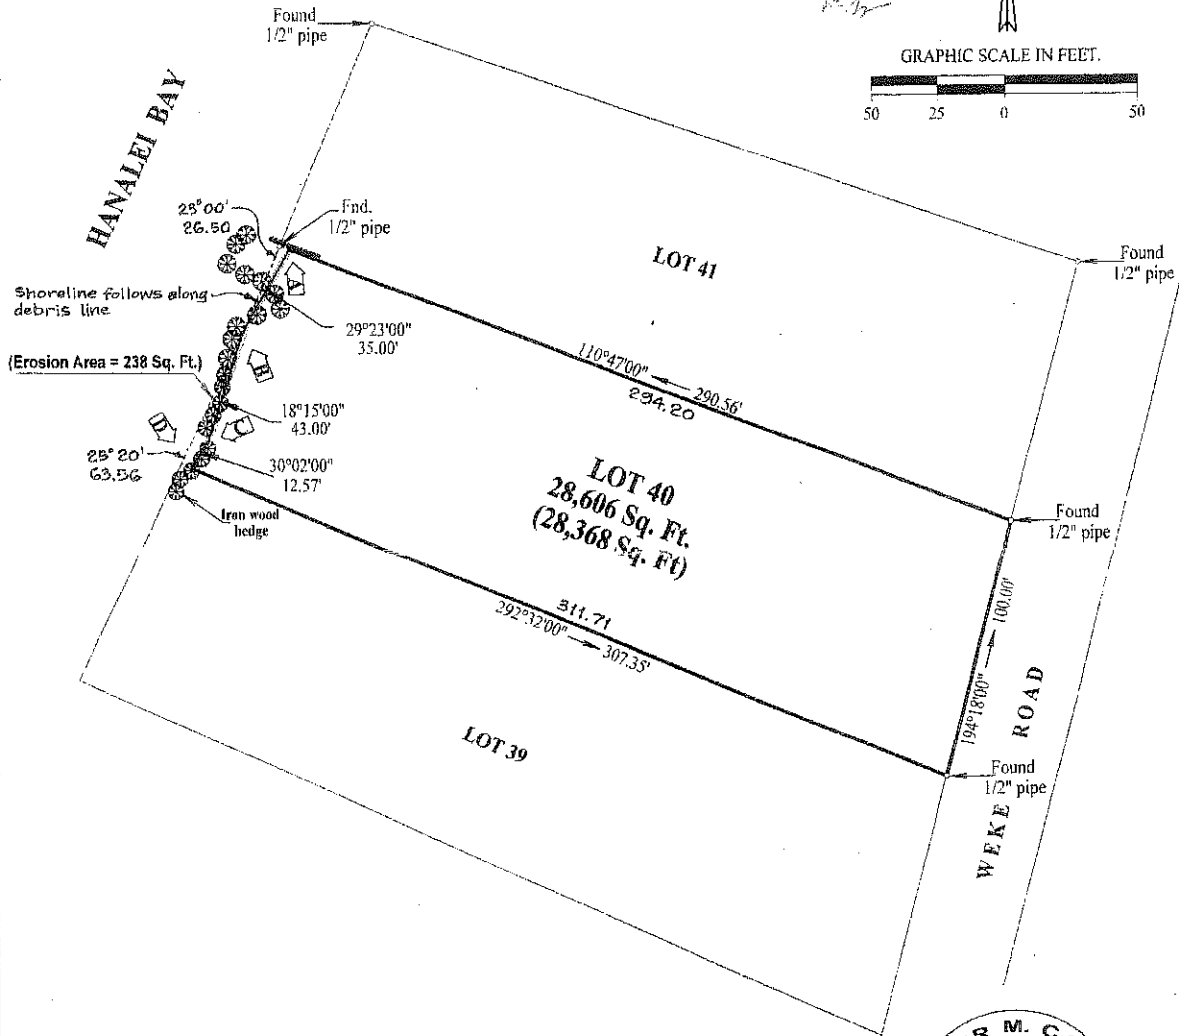 Found
1/2" pipe
GRAPHIC SCALE IN FEET.
50 25 0 50
HANALEI BAY
25°00'
26.50
Fnd.
1/2" pipe
LOT 41
Found
1/2" pipe
Shoreline follows along
debris line
A
29°23'00"
35.00'
(Erosion Area = 238 Sq. Ft.)
B
110°47'00" 290.56'
294.20
D
C
18°15'00"
43.00'
25°20'
63.56
30°02'00"
12.57'
Iron wood
hedge
LOT 40
28,606 Sq. Ft.
(28,368 Sq. Ft)
Found
1/2" pipe
311.71
292°32'00" 307.35'
194°18'00" 100.00'
WEKE ROAD
LOT 39
Found
1/2" pipe
M. C